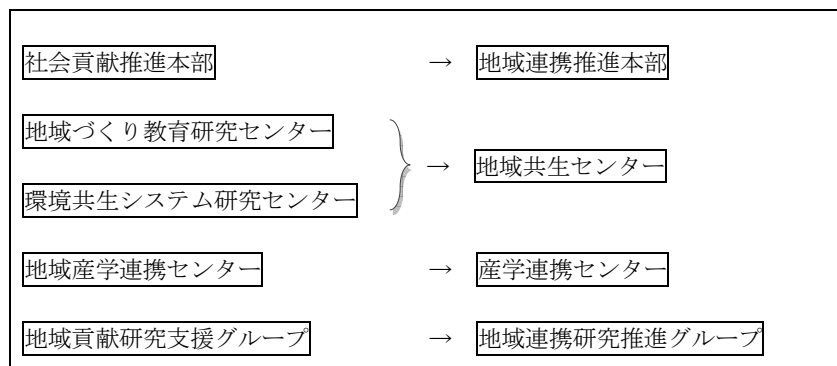 社会貢献推進本部 → 地域連携推進本部
地域づくり教育研究センター
→ 地域共生センター
環境共生システム研究センター
地域産学連携センター → 産学連携センター
地域貢献研究支援グループ → 地域連携研究推進グループ